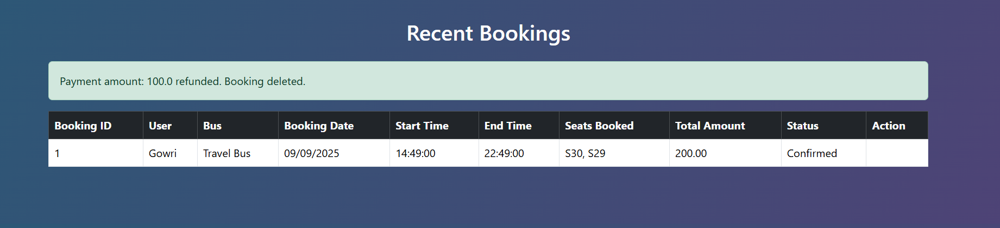 Recent Bookings
Payment amount: 100.0 refunded. Booking deleted.
Booking ID User Bus Booking Date Start Time End Time Seats Booked Total Amount Status Action
1 Gowri Travel Bus 09/09/2025 14:49:00 22:49:00 S30, S29 200.00 Confirmed